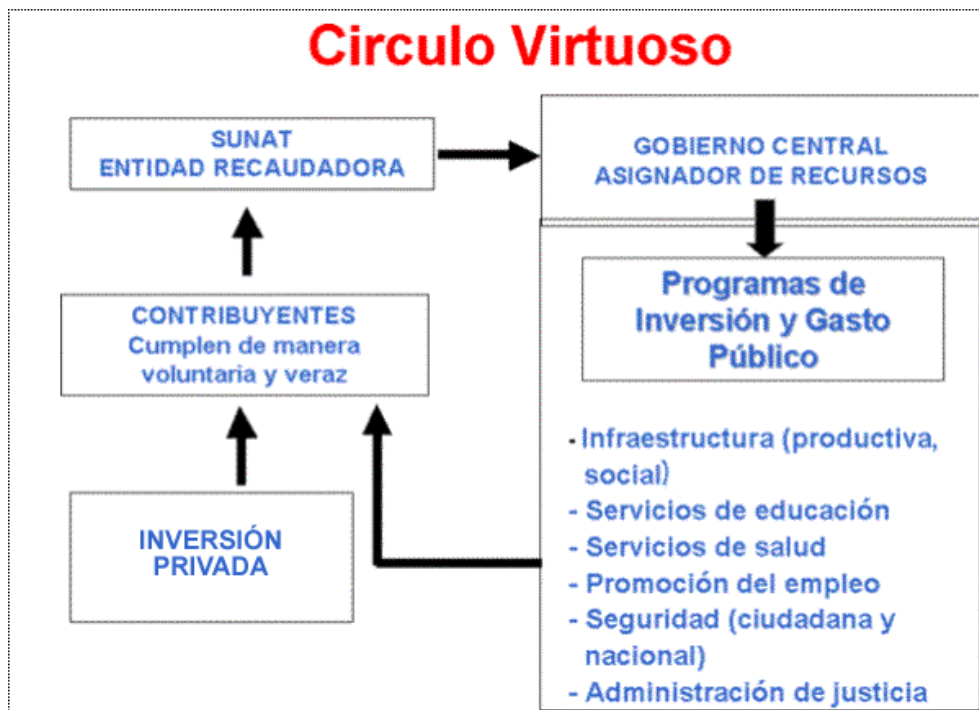 Circulo Virtuoso
SUNAT
ENTIDAD RECAUDADORA
GOBIERNO CENTRAL
ASIGNADOR DE RECURSOS
CONTRIBUYENTES
Cumplen de manera
voluntaria y veraz
Programas de
Inversión y Gasto
Público
INVERSIÓN
PRIVADA
- Infraestructura (productiva,
social)
- Servicios de educación
- Servicios de salud
- Promoción del empleo
- Seguridad (ciudadana y
nacional)
- Administración de justicia